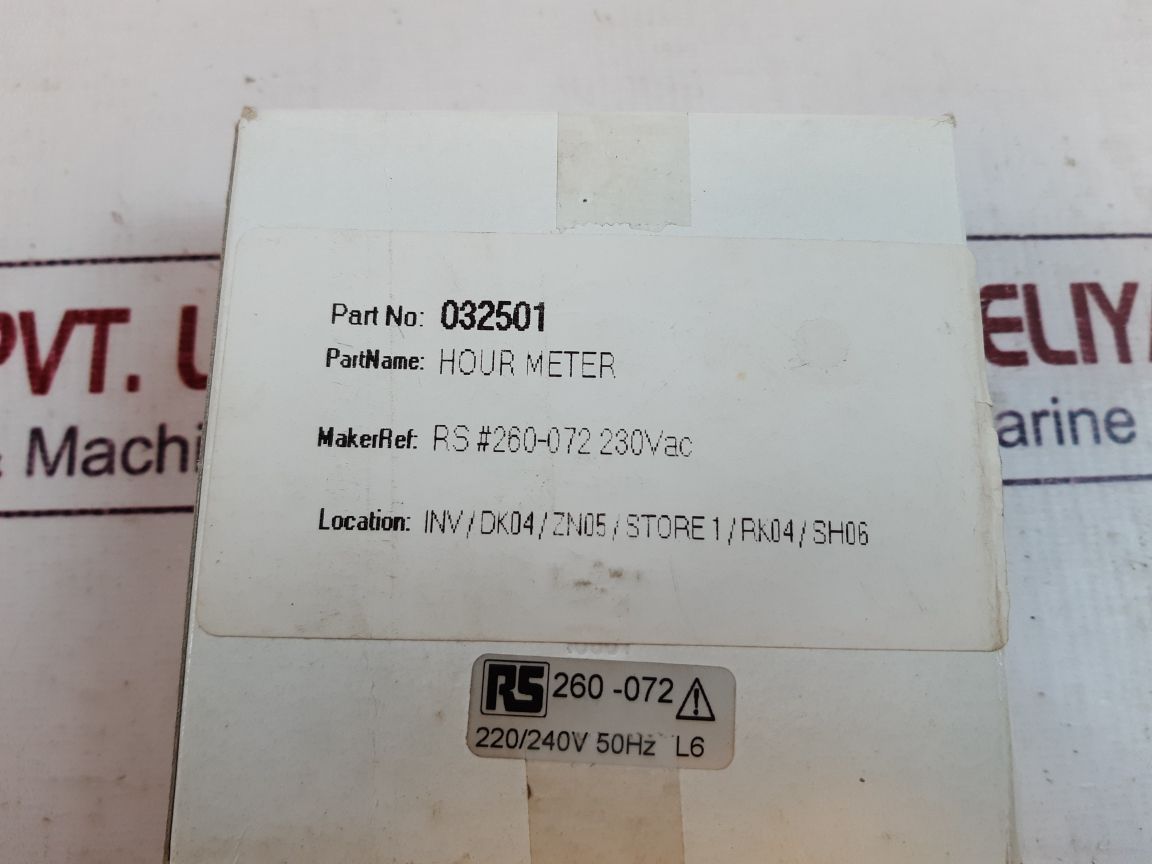 PVT.
ELIY
& Machi
arine
Part No: 032501
PartName: HOUR METER
MakerRef: RS #260-072 230Vac
Location: INV / DK04 / ZN05 / STORE 1 / RK04 / SH06
RS 260 -072
220/240V 50Hz L6